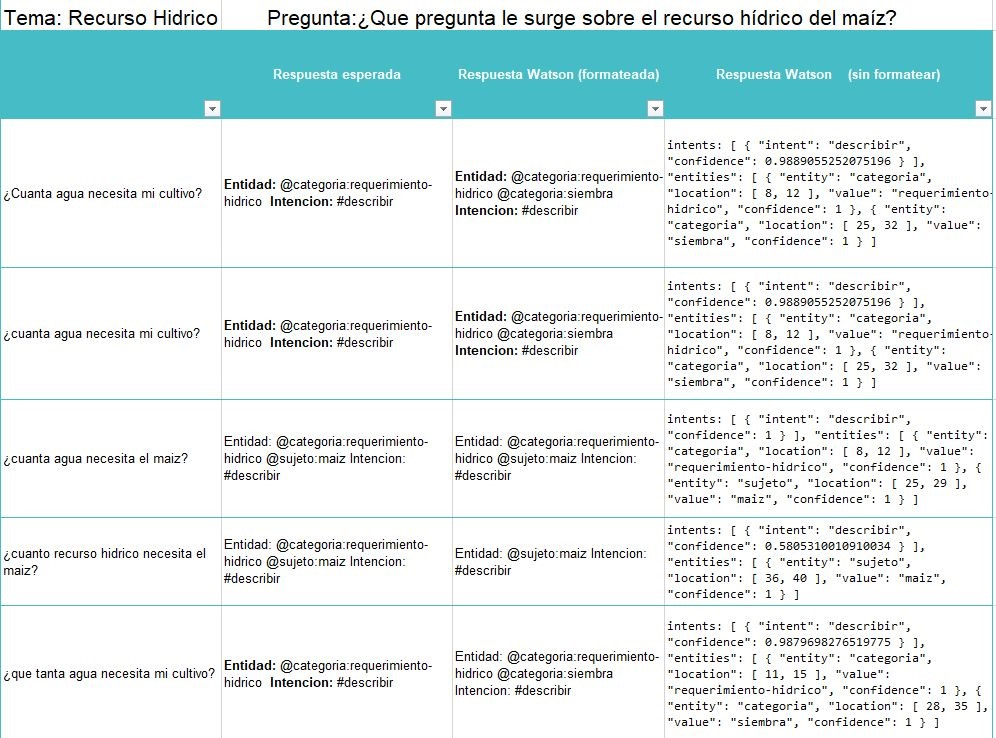 Tema: Recurso Hidrico
Pregunta:¿Que pregunta le surge sobre el recurso hídrico del maíz?
Respuesta esperada
Respuesta Watson (formateada)
Respuesta Watson (sin formatear)
¿Cuanta agua necesita mi cultivo?
Entidad: @categoria:requerimiento-
hidrico Intencion: #describir
Entidad: @categoria:requerimiento-
hidrico @categoria:siembra
Intencion: #describir
intents: [ { "intent": "describir",
"confidence": 0.9889055252075196 } ],
"entities": [ { "entity": "categoria",
"location": [ 8, 12 ], "value": "requerimiento-
hidrico", "confidence": 1 }, { "entity":
"categoria", "location": [ 25, 32 ], "value":
"siembra", "confidence": 1 } ]
¿cuanta agua necesita mi cultivo?
Entidad: @categoria:requerimiento-
hidrico Intencion: #describir
Entidad: @categoria:requerimiento-
hidrico @categoria:siembra
Intencion: #describir
intents: [ { "intent": "describir",
"confidence": 0.9889055252075196 } ],
"entities": [ { "entity": "categoria",
"location": [ 8, 12 ], "value": "requerimiento-
hidrico", "confidence": 1 }, { "entity":
"categoria", "location": [ 25, 32 ], "value":
"siembra", "confidence": 1 } ]
¿cuanta agua necesita el maiz?
Entidad: @categoria:requerimiento-
hidrico @sujeto:maiz Intencion:
#describir
Entidad: @categoria:requerimiento-
hidrico @sujeto:maiz Intencion:
#describir
intents: [ { "intent": "describir",
"confidence": 1 } ], "entities": [ { "entity":
"categoria", "location": [ 8, 12 ], "value":
"requerimiento-hidrico", "confidence": 1 }, {
"entity": "sujeto", "location": [ 25, 29 ],
"value": "maiz", "confidence": 1 } ]
¿cuanto recurso hidrico necesita el
maiz?
Entidad: @categoria:requerimiento-
hidrico @sujeto:maiz Intencion:
#describir
Entidad: @sujeto:maiz Intencion:
#describir
intents: [ { "intent": "describir",
"confidence": 0.5805310010910034 } ],
"entities": [ { "entity": "sujeto",
"location": [ 36, 40 ], "value": "maiz",
"confidence": 1 } ]
¿que tanta agua necesita mi cultivo?
Entidad: @categoria:requerimiento-
hidrico Intencion: #describir
Entidad: @categoria:requerimiento-
hidrico @categoria:siembra
Intencion: #describir
intents: [ { "intent": "describir",
"confidence": 0.9879698276519775 } ],
"entities": [ { "entity": "categoria",
"location": [ 11, 15 ], "value":
"requerimiento-hidrico", "confidence": 1 }, {
"entity": "categoria", "location": [ 28, 35 ],
"value": "siembra", "confidence": 1 } ]